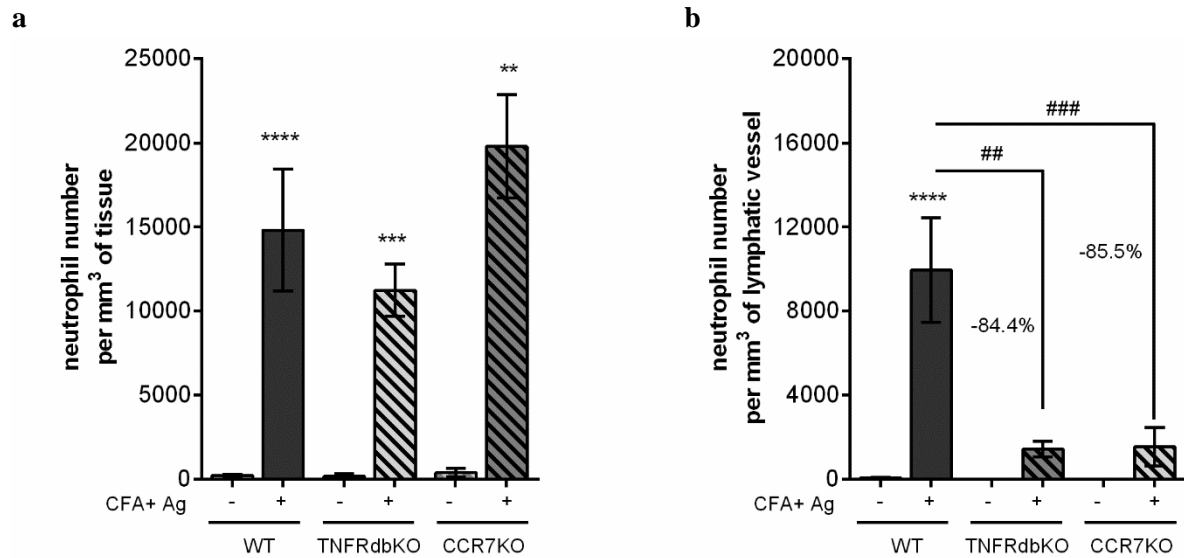 a
25000
20000
15000
10000
5000
0
neutrophil number
per mm³ of tissue
****
***
**
CFA+ Ag - + - + - +
WT TNFRdbKO CCR7KO
b
20000
16000
12000
8000
4000
0
neutrophil number
per mm³ of lymphatic vessel
###
##
****
-85.5%
-84.4%
CFA+ Ag - + - + - +
WT TNFRdbKO CCR7KO